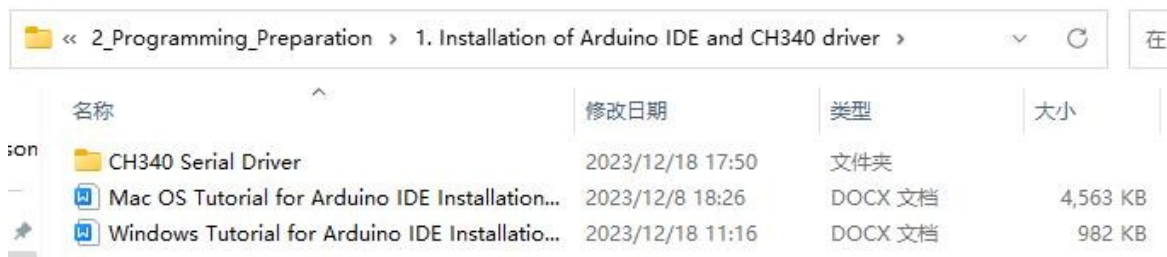 « 2_Programming_Preparation › 1. Installation of Arduino IDE and CH340 driver › 在
名称 修改日期 类型 大小
son
CH340 Serial Driver 2023/12/18 17:50 文件夹
Mac OS Tutorial for Arduino IDE Installation... 2023/12/8 18:26 DOCX 文档 4,563 KB
Windows Tutorial for Arduino IDE Installatio... 2023/12/18 11:16 DOCX 文档 982 KB